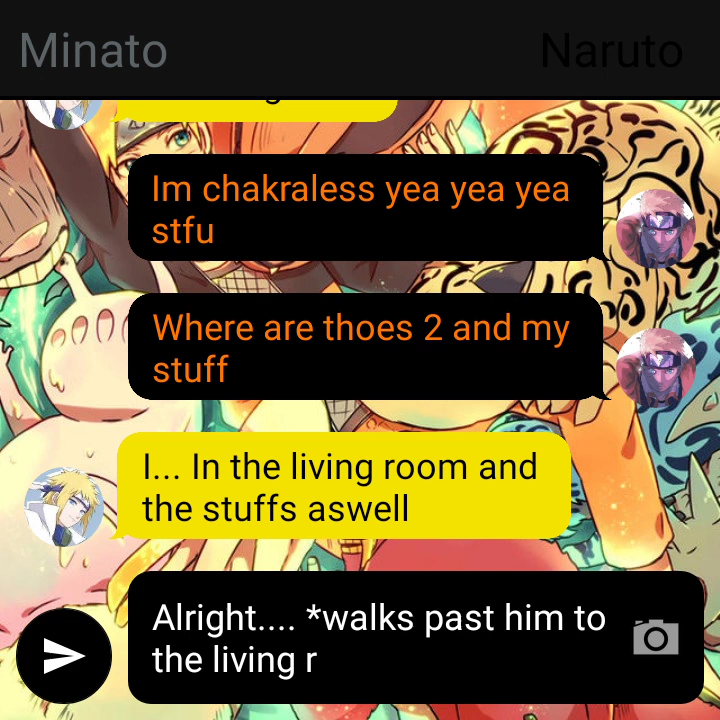 Minato
Naruto
Im chakraless yea yea yea
stfu
Where are thoes 2 and my
stuff
I... In the living room and
the stuffs aswell
Alright.... *walks past him to
the living r